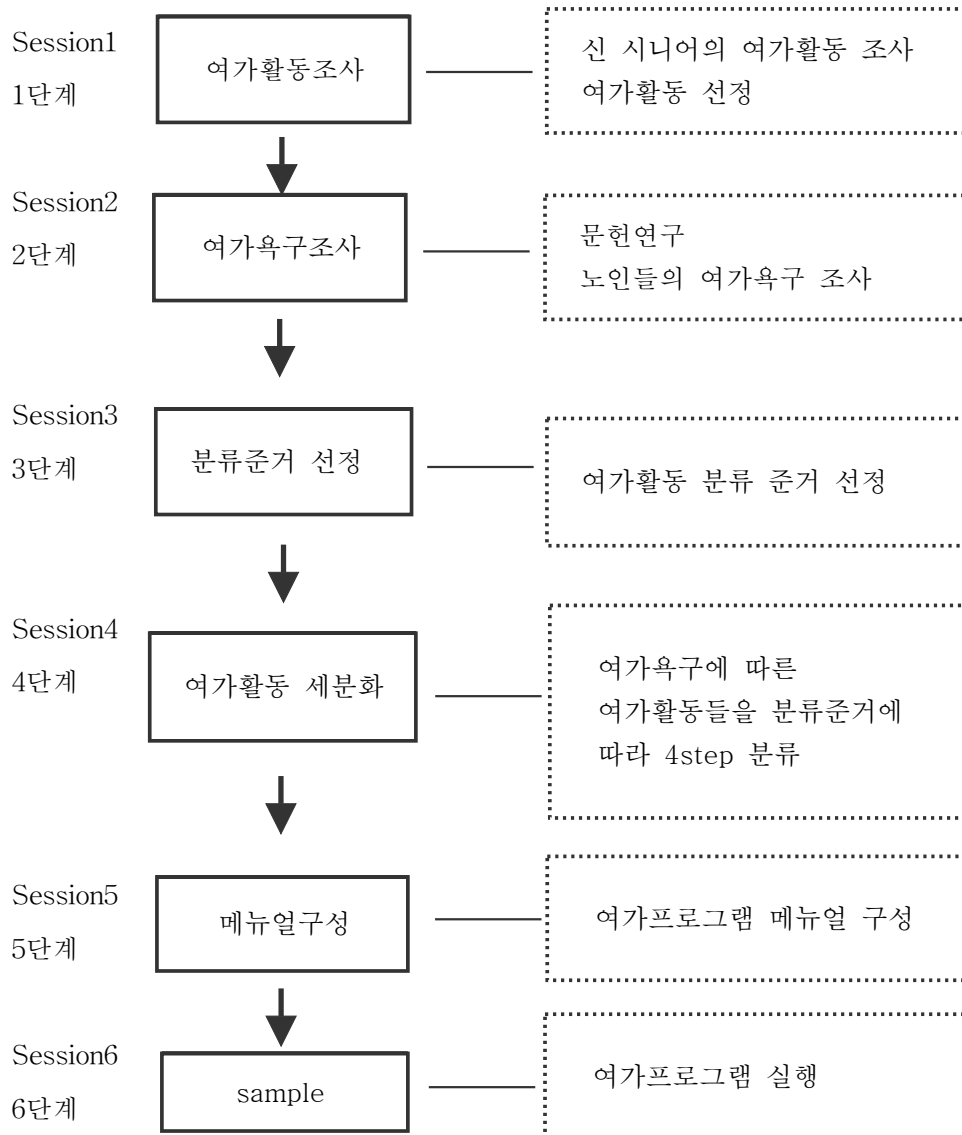 Session1
1단계
여가활동조사
신 시니어의 여가활동 조사
여가활동 선정
Session2
2단계
여가욕구조사
문헌연구
노인들의 여가욕구 조사
Session3
3단계
분류준거 선정
여가활동 분류 준거 선정
Session4
4단계
여가활동 세분화
여가욕구에 따른
여가활동들을 분류준거에
따라 4step 분류
Session5
5단계
메뉴얼구성
여가프로그램 메뉴얼 구성
Session6
6단계
sample
여가프로그램 실행